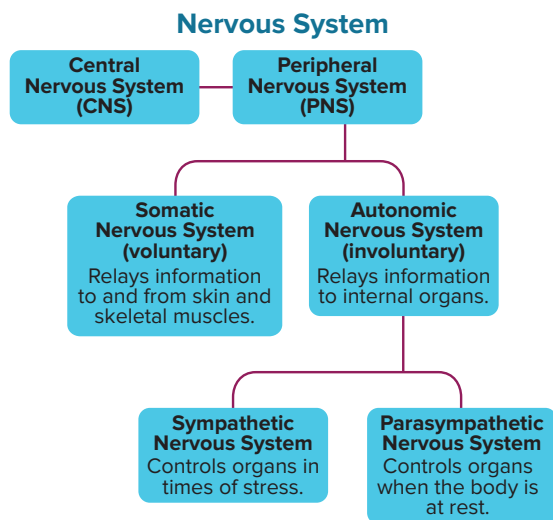 Nervous System
Central
Nervous System
(CNS)
Peripheral
Nervous System
(PNS)
Somatic
Nervous System
(voluntary)
Relays information
to and from skin and
skeletal muscles.
Autonomic
Nervous System
(involuntary)
Relays information
to internal organs.
Sympathetic
Nervous System
Controls organs in
times of stress.
Parasympathetic
Nervous System
Controls organs
when the body is
at rest.